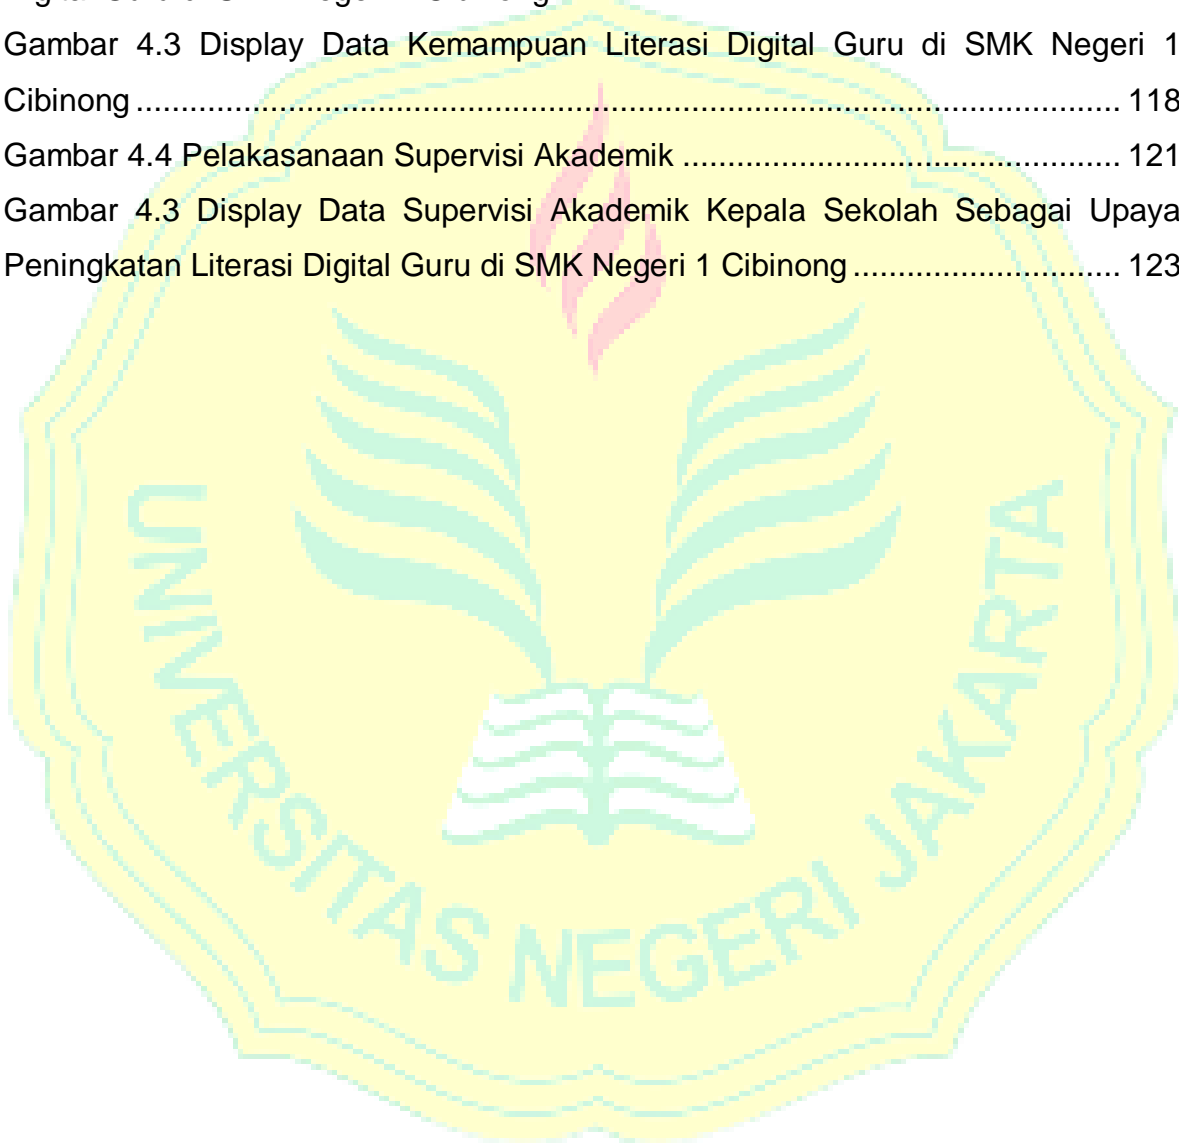 Gambar 4.3 Display Data Kemampuan Literasi Digital Guru di SMK Negeri 1
Cibinong ............................................................................................................. 118
Gambar 4.4 Pelakasanaan Supervisi Akademik ................................................ 121
Gambar 4.3 Display Data Supervisi Akademik Kepala Sekolah Sebagai Upaya
Peningkatan Literasi Digital Guru di SMK Negeri 1 Cibinong ............................. 123
UNIVERSITAS NEGERI JAKARTA